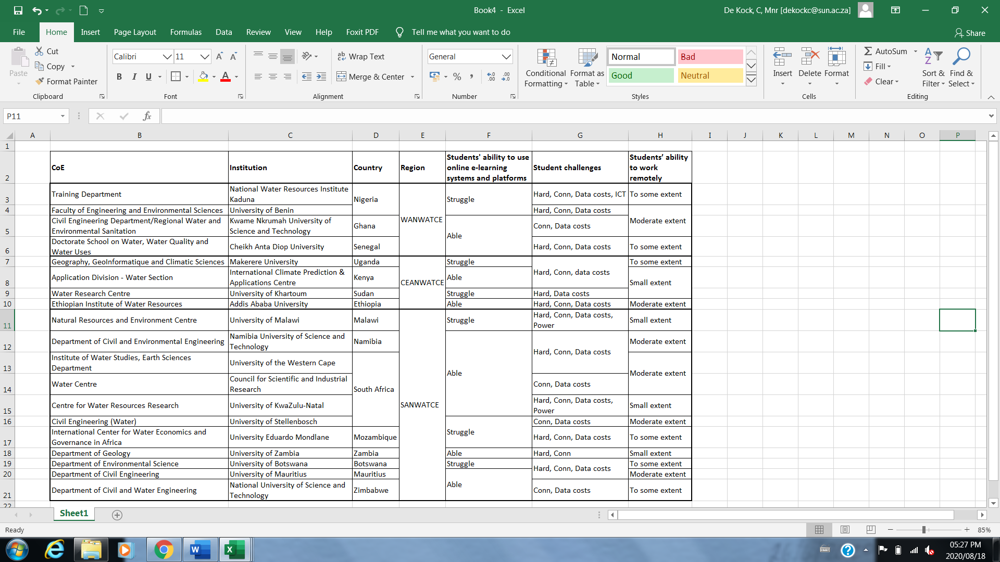 Book4 - Excel
De Kock, C, Mnr [dekockc@sun.ac.za]
File Home Insert Page Layout Formulas Data Review View Help Foxit PDF Tell me what you want to do Share
Paste
Cut
Copy
Format Painter
Clipboard
Calibri 11
B I U
Font
Wrap Text
Merge & Center
Alignment
General
Number
Conditional Formatting
Format as Table
Normal Bad
Good Neutral
Styles
Insert Delete Format
Cells
AutoSum
Fill
Clear
Sort & Filter
Find & Select
Editing
P11
fx
A B C D E F G H I J K L M N O P
1
2
CoE
Institution
Country
Region
Students' ability to use
online e-learning
systems and platforms
Student challenges
Students’ ability
to work
remotely
3
Training Department
National Water Resources Institute
Kaduna
Nigeria
WANWATCE
Struggle
Hard, Conn, Data costs, ICT
To some extent
4
Faculty of Engineering and Environmental Sciences
University of Benin
Hard, Conn, Data costs
Moderate extent
5
Civil Engineering Department/Regional Water and
Environmental Sanitation
Kwame Nkrumah University of
Science and Technology
Ghana
Able
Conn, Data costs
6
Doctorate School on Water, Water Quality and
Water Uses
Cheikh Anta Diop University
Senegal
Hard, Conn, Data costs
To some extent
7
Geography, GeoInformatique and Climatic Sciences
Makerere University
Uganda
CEANWATCE
Struggle
Hard, Conn, data costs
To some extent
8
Application Division - Water Section
International Climate Prediction &
Applications Centre
Kenya
Able
Small extent
9
Water Research Centre
University of Khartoum
Sudan
Struggle
Hard, Data costs
10
Ethiopian Institute of Water Resources
Addis Ababa University
Ethiopia
Able
Hard, Conn, Data costs
Moderate extent
11
Natural Resources and Environment Centre
University of Malawi
Malawi
SANWATCE
Struggle
Hard, Conn, Data costs,
Power
Small extent
12
Department of Civil and Environmental Engineering
Namibia University of Science and
Technology
Namibia
Able
Hard, Conn, Data costs
Moderate extent
13
Institute of Water Studies, Earth Sciences
Department
University of the Western Cape
South Africa
Moderate extent
14
Water Centre
Council for Scientific and Industrial
Research
Conn, Data costs
15
Centre for Water Resources Research
University of KwaZulu-Natal
Hard, Conn, Data costs,
Power
Small extent
16
Civil Engineering (Water)
University of Stellenbosch
Struggle
Conn, Data costs
Moderate extent
17
International Center for Water Economics and
Governance in Africa
University Eduardo Mondlane
Mozambique
Hard, Conn, Data costs
To some extent
18
Department of Geology
University of Zambia
Zambia
Able
Hard, Conn
Small extent
19
Department of Environmental Science
University of Botswana
Botswana
Struggle
Hard, Conn, Data costs
To some extent
20
Department of Civil Engineering
University of Mauritius
Mauritius
Able
Moderate extent
21
Department of Civil and Water Engineering
National University of Science and
Technology
Zimbabwe
Conn, Data costs
To some extent
22
Sheet1
Ready
85%
05:27 PM
2020/08/18